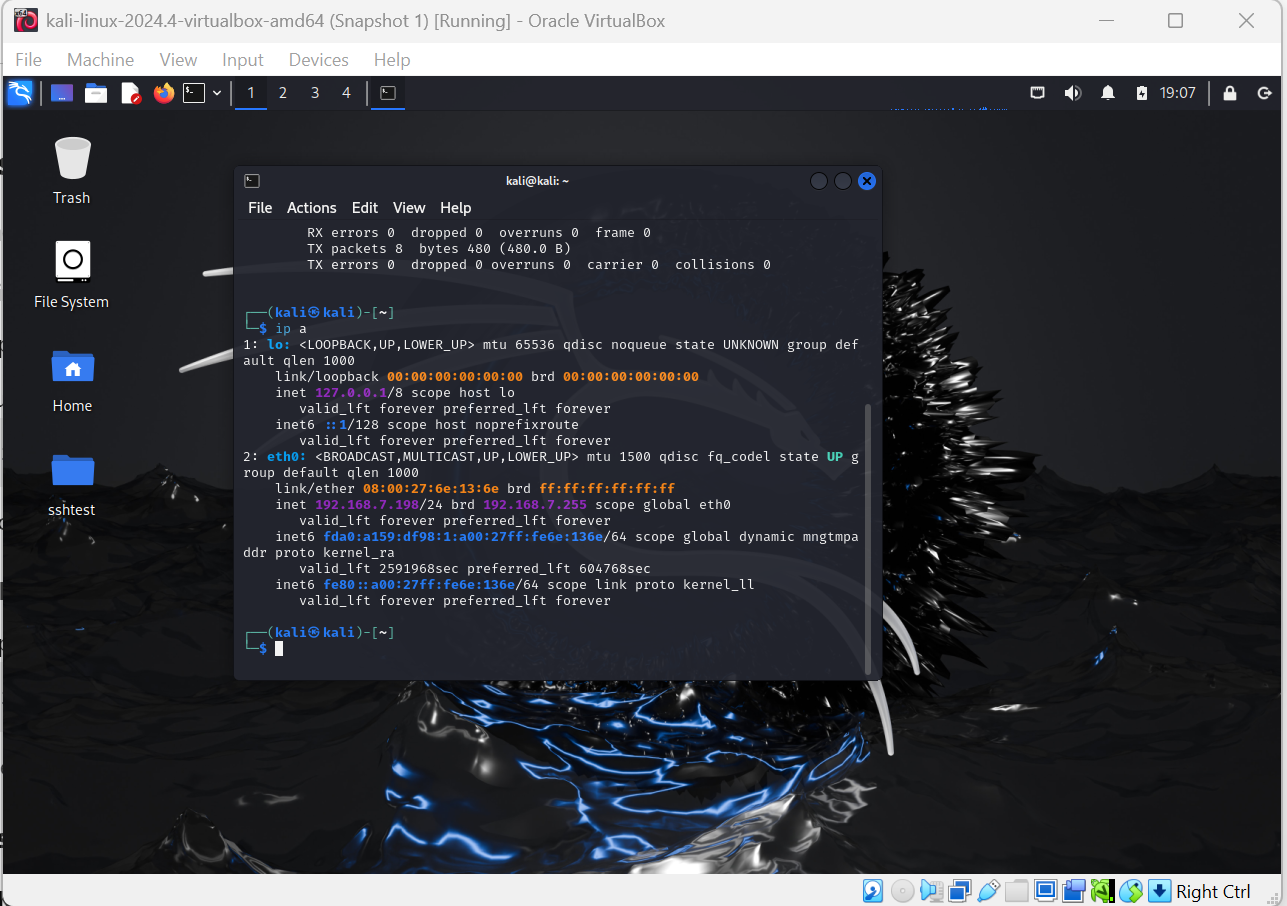 kali-linux-2024.4-virtualbox-amd64 (Snapshot 1) [Running] - Oracle VirtualBox
File Machine View Input Devices Help
1 2 3 4 19:07
Trash
File System
Home
sshtest
kali@kali: ~
File Actions Edit View Help
        RX errors 0  dropped 0  overruns 0  frame 0
        TX packets 8  bytes 480 (480.0 B)
        TX errors 0  dropped 0 overruns 0  carrier 0  collisions 0
┌──(kali㉿kali)-[~]
└─$ ip a
1: lo: <LOOPBACK,UP,LOWER_UP> mtu 65536 qdisc noqueue state UNKNOWN group def
ault qlen 1000
    link/loopback 00:00:00:00:00:00 brd 00:00:00:00:00:00
    inet 127.0.0.1/8 scope host lo
       valid_lft forever preferred_lft forever
    inet6 ::1/128 scope host noprefixroute
       valid_lft forever preferred_lft forever
2: eth0: <BROADCAST,MULTICAST,UP,LOWER_UP> mtu 1500 qdisc fq_codel state UP g
roup default qlen 1000
    link/ether 08:00:27:6e:13:6e brd ff:ff:ff:ff:ff:ff
    inet 192.168.7.198/24 brd 192.168.7.255 scope global eth0
       valid_lft forever preferred_lft forever
    inet6 fda0:a159:df98:1:a00:27ff:fe6e:136e/64 scope global dynamic mngtmpa
ddr proto kernel_ra
       valid_lft 2591968sec preferred_lft 604768sec
    inet6 fe80::a00:27ff:fe6e:136e/64 scope link proto kernel_ll
       valid_lft forever preferred_lft forever
┌──(kali㉿kali)-[~]
└─$
Right Ctrl